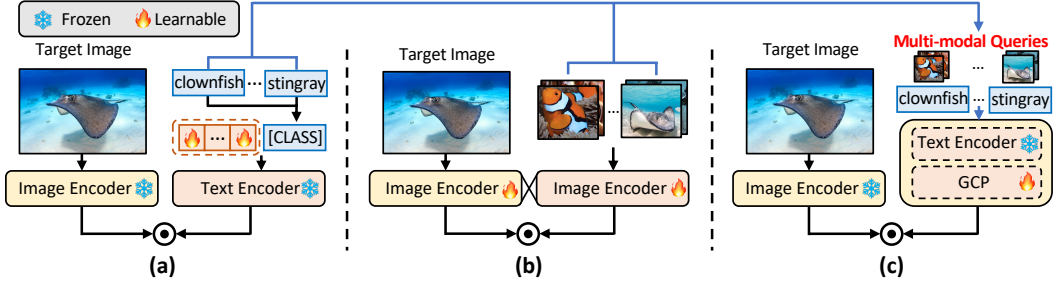 Frozen
Learnable
Target Image
clownfish ... stingray
... [CLASS]
Image Encoder
Text Encoder
(a)
Target Image
...
Image Encoder
Image Encoder
(b)
Target Image
Multi-modal Queries
...
clownfish ... stingray
Text Encoder
GCP
Image Encoder
(c)